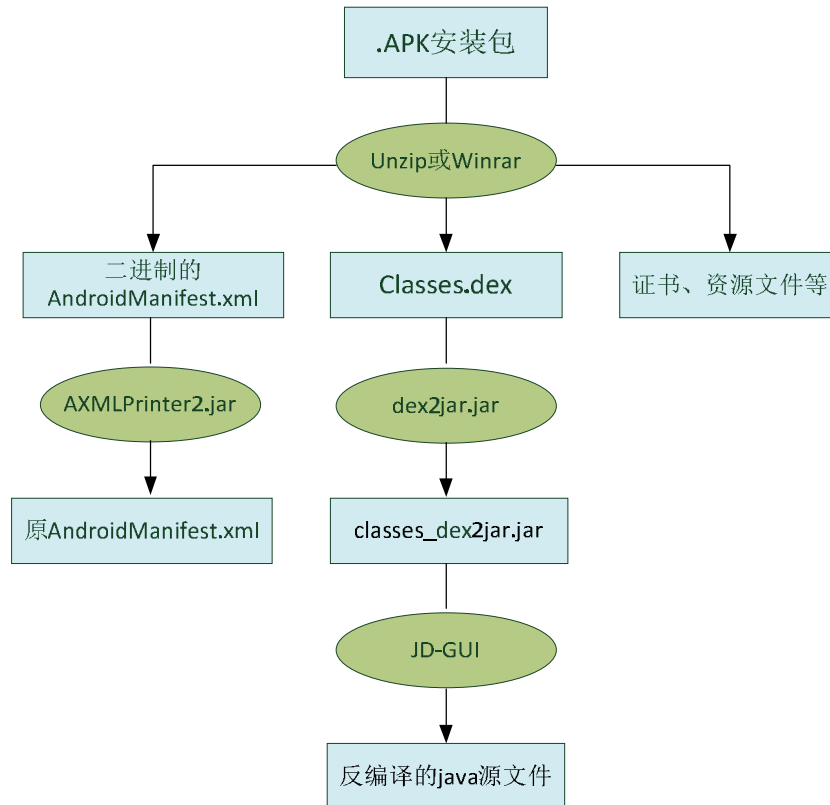 .APK安装包
Unzip或Winrar
二进制的
AndroidManifest.xml
Classes.dex
证书、资源文件等
AXMLPrinter2.jar
dex2jar.jar
原AndroidManifest.xml
classes_dex2jar.jar
JD-GUI
反编译的java源文件